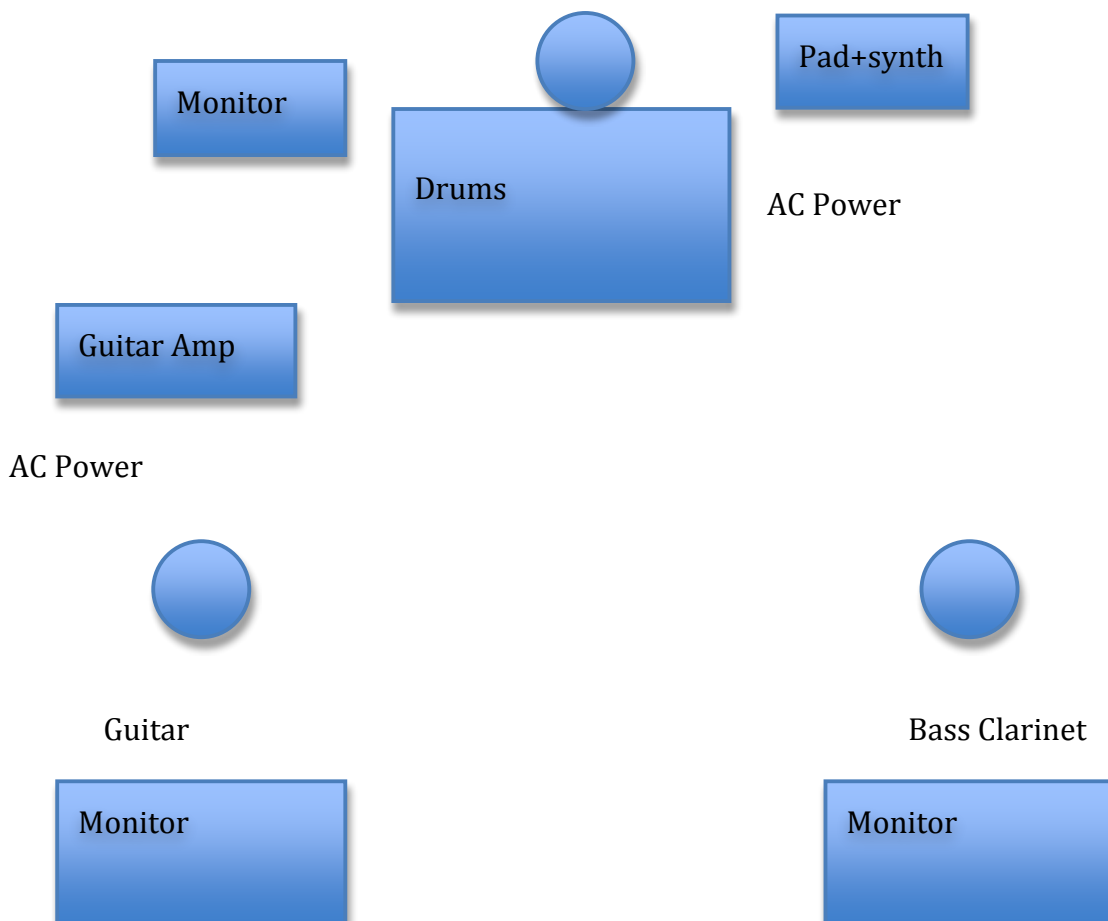 Pad+synth
Monitor
Drums
AC Power
Guitar Amp
AC Power
Guitar
Bass Clarinet
Monitor
Monitor